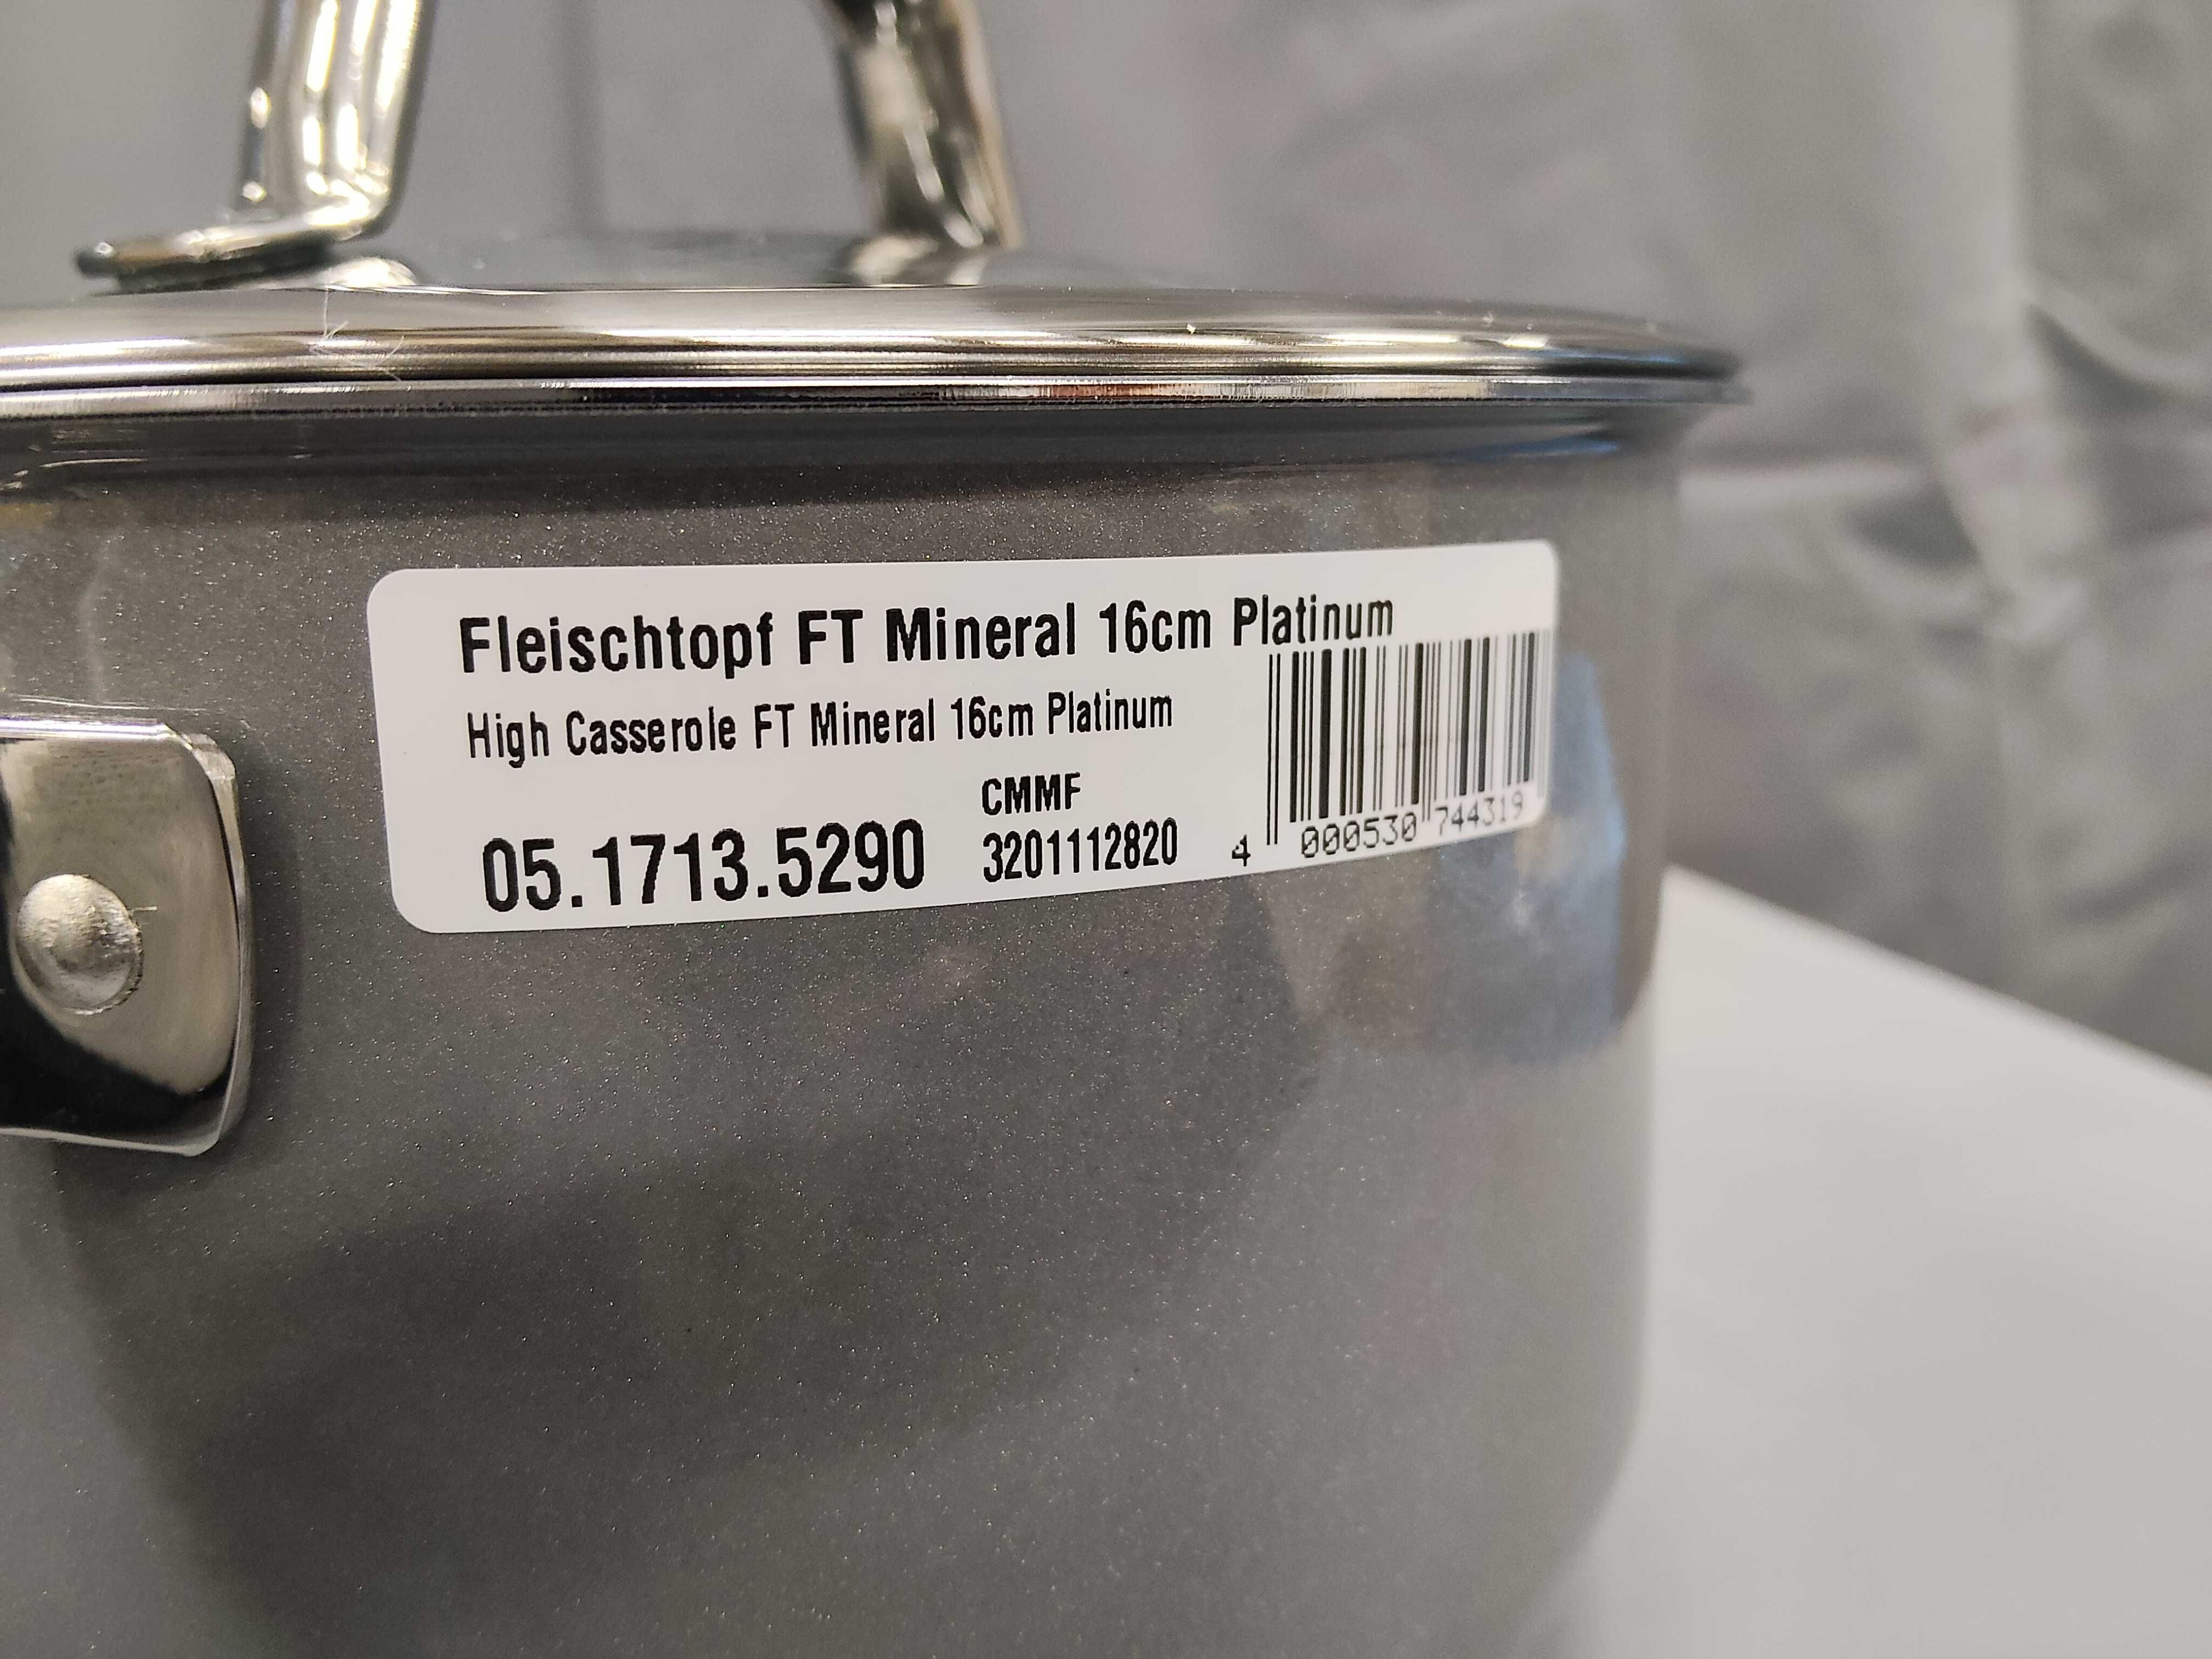 Fleischtopf FT Mineral 16cm Platinum
High Casserole FT Mineral 16cm Platinum
CMMF
05.1713.5290 3201112820
4 000530 744319